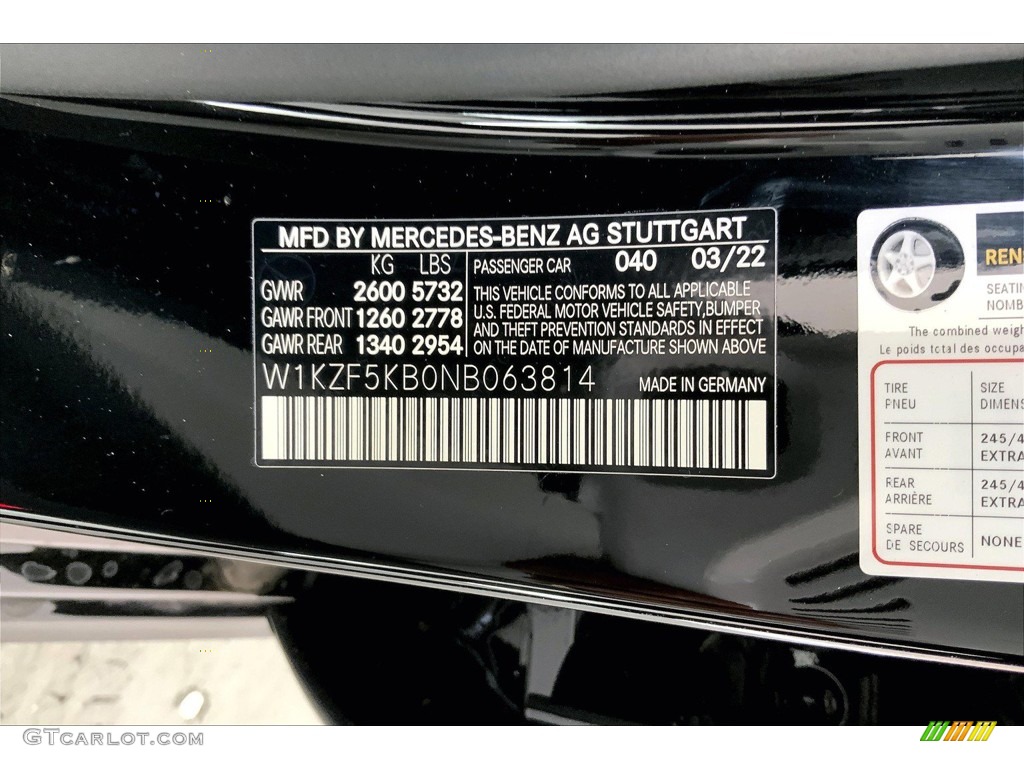 MFD BY MERCEDES-BENZ AG STUTTGART
KG LBS
GVWR 2600 5732
GAWR FRONT 1260 2778
GAWR REAR 1340 2954
PASSENGER CAR 040 03/22
THIS VEHICLE CONFORMS TO ALL APPLICABLE
U.S. FEDERAL MOTOR VEHICLE SAFETY, BUMPER
AND THEFT PREVENTION STANDARDS IN EFFECT
ON THE DATE OF MANUFACTURE SHOWN ABOVE
W1KZF5KB0NB063814 MADE IN GERMANY
REN
SEATIN
NOMB
The combined weigh
Le poids total des occupa
TIRE SIZE
PNEU DIMENS
FRONT 245/4
AVANT EXTRA
REAR 245/4
ARRIÈRE EXTRA
SPARE
DE SECOURS NONE
GTCarlot.com